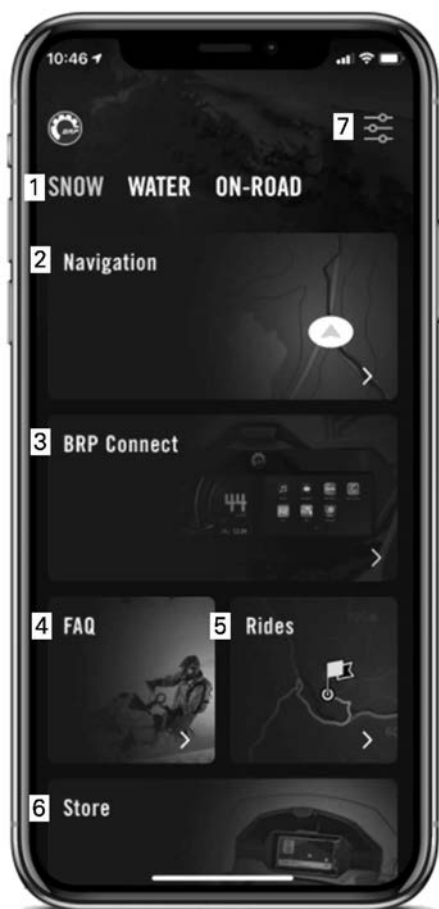 10:46
7
1 SNOW WATER ON-ROAD
2 Navigation
3 BRP Connect
44
4 FAQ
5 Rides
6 Store